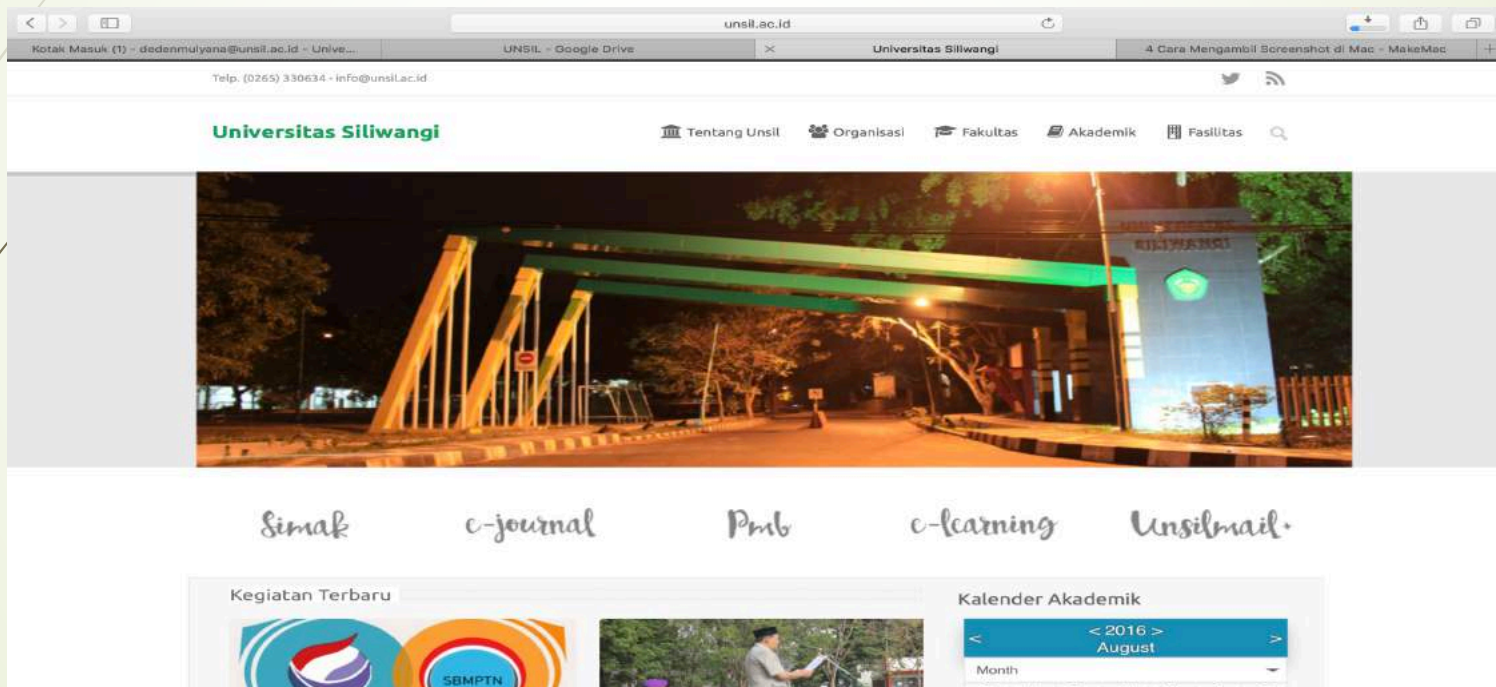 unsil.ac.id
Kotak Masuk (1) - dedenmulyana@unsil.ac.id - Unive...
UNSIL - Google Drive
Universitas Siliwangi
4 Cara Mengambil Screenshot di Mac - MakeMac
Telp. (0265) 330634 - info@unsil.ac.id
Universitas Siliwangi
Tentang Unsil
Organisasi
Fakultas
Akademik
Fasilitas
SILIWANGI
Simak
e-journal
Pmb
e-learning
Unsilmail+
Kegiatan Terbaru
Kalender Akademik
< 2016 >
< August >
Month
SBMPTN